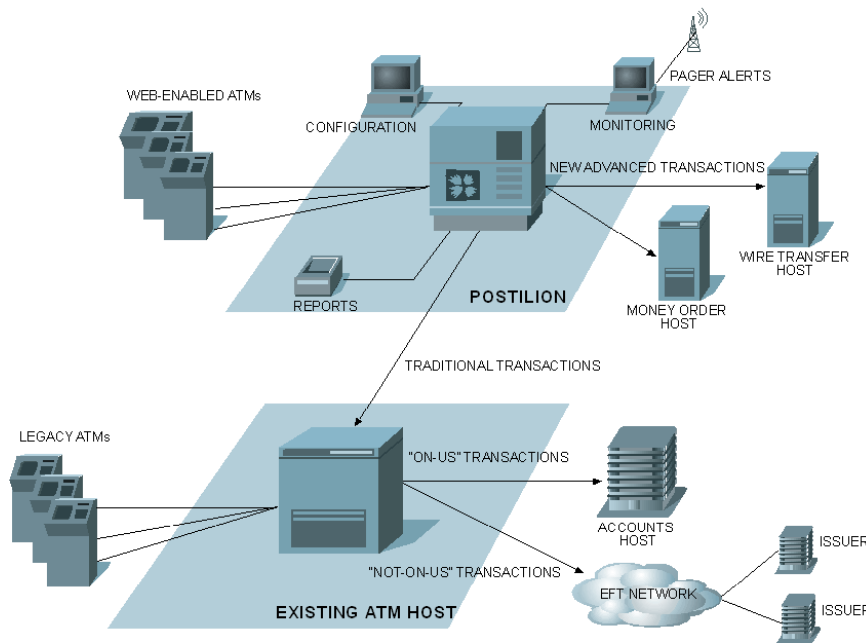 PAGER ALERTS
WEB-ENABLED ATMs
CONFIGURATION
MONITORING
NEW ADVANCED TRANSACTIONS
WIRE TRANSFER
HOST
REPORTS
POSTILION
MONEY ORDER
HOST
TRADITIONAL TRANSACTIONS
LEGACY ATMs
"ON-US" TRANSACTIONS
ACCOUNTS
HOST
ISSUER
"NOT-ON-US" TRANSACTIONS
EFT NETWORK
EXISTING ATM HOST
ISSUER